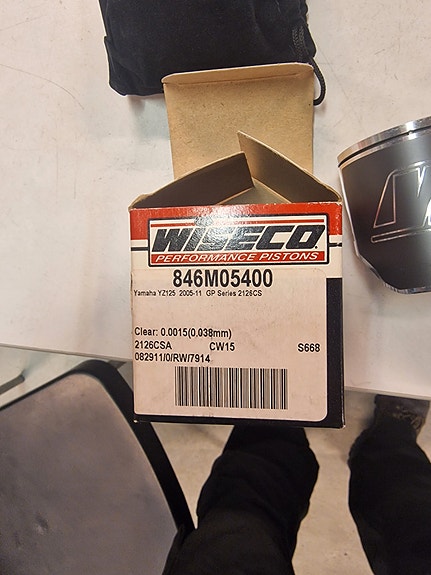 WISECO
PERFORMANCE PISTONS
846M05400
Yamaha YZ125 2005-11 GP Series 2126CS
Clear: 0.0015(0,038mm)
2126CSA CW15 S668
082911/0/RW/7914